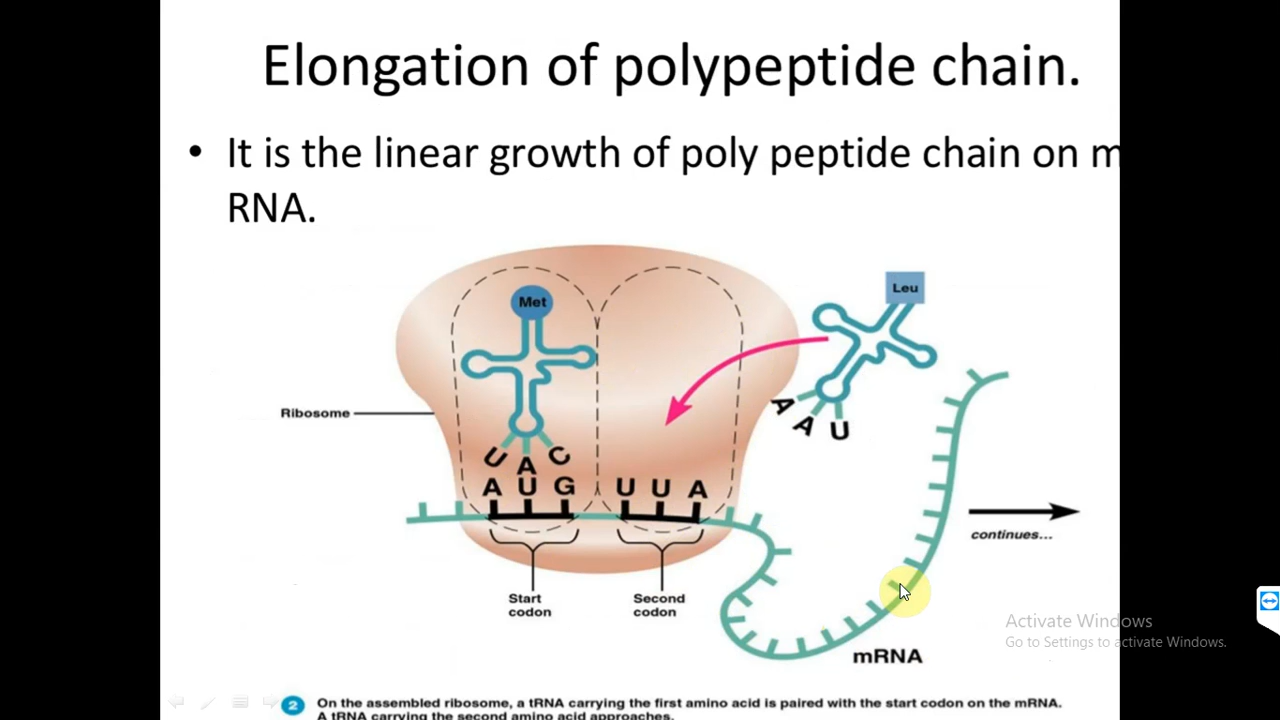 Elongation of polypeptide chain.
• It is the linear growth of poly peptide chain on m
RNA.
Met
Leu
Ribosome
A A U
U A C
A U G U U A
continues...
Start
codon
Second
codon
Activate Windows
Go to Settings to activate Windows.
mRNA
2 On the assembled ribosome, a tRNA carrying the first amino acid is paired with the start codon on the mRNA.
A tRNA carrying the second amino acid approaches.